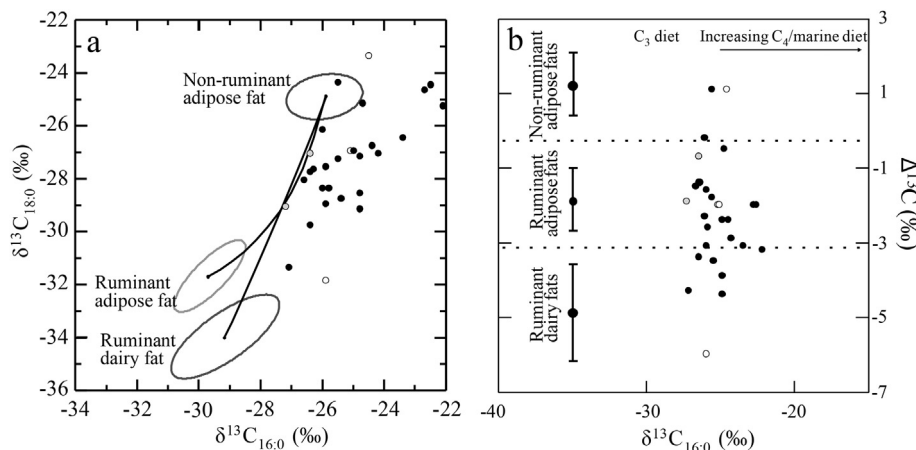 a
-22
-24
-26
-28
-30
-32
-34
-36
δ¹³C₁₈:₀ (‰)
Non-ruminant
adipose fat
Ruminant
adipose fat
Ruminant
dairy fat
-34 -32 -30 -28 -26 -24 -22
δ¹³C₁₆:₀ (‰)
b
C₃ diet
Increasing C₄/marine diet
Non-ruminant
adipose fats
Ruminant
adipose fats
Ruminant
dairy fats
3
1
-1
-3
-5
-7
Δ¹³C (‰)
-40 -30 -20
δ¹³C₁₆:₀ (‰)